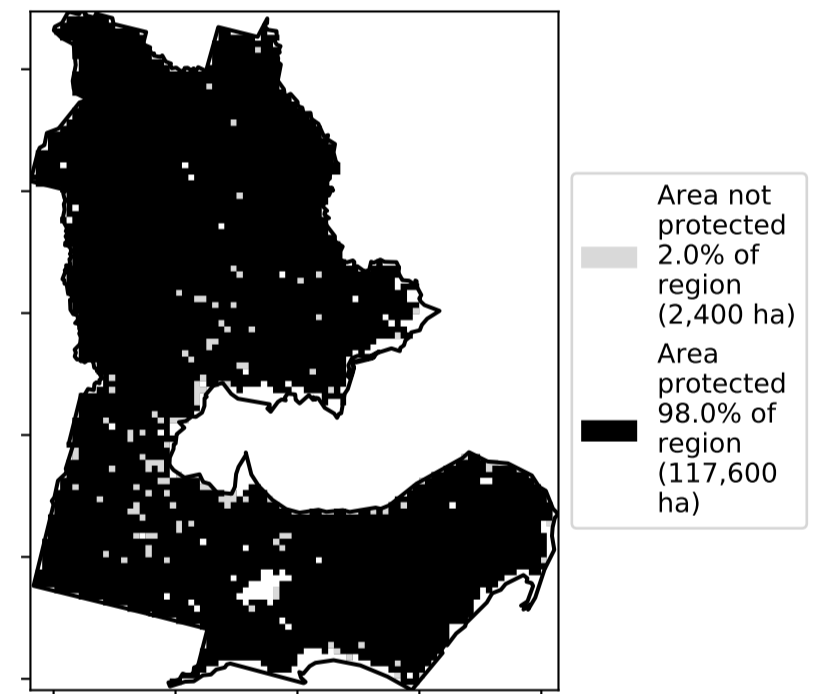 Area not
protected
2.0% of
region
(2,400 ha)
Area
protected
98.0% of
region
(117,600
ha)